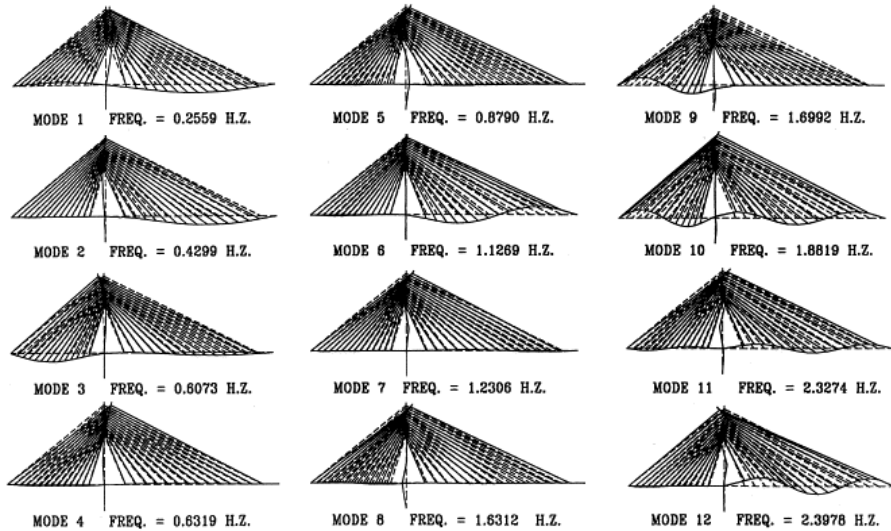 MODE 1 FREQ. = 0.2559 H.Z.
MODE 2 FREQ. = 0.4299 H.Z.
MODE 3 FREQ. = 0.6073 H.Z.
MODE 4 FREQ. = 0.6319 H.Z.
MODE 5 FREQ. = 0.8790 H.Z.
MODE 6 FREQ. = 1.1269 H.Z.
MODE 7 FREQ. = 1.2306 H.Z.
MODE 8 FREQ. = 1.6312 H.Z.
MODE 9 FREQ. = 1.6992 H.Z.
MODE 10 FREQ. = 1.8819 H.Z.
MODE 11 FREQ. = 2.3274 H.Z.
MODE 12 FREQ. = 2.3978 H.Z.